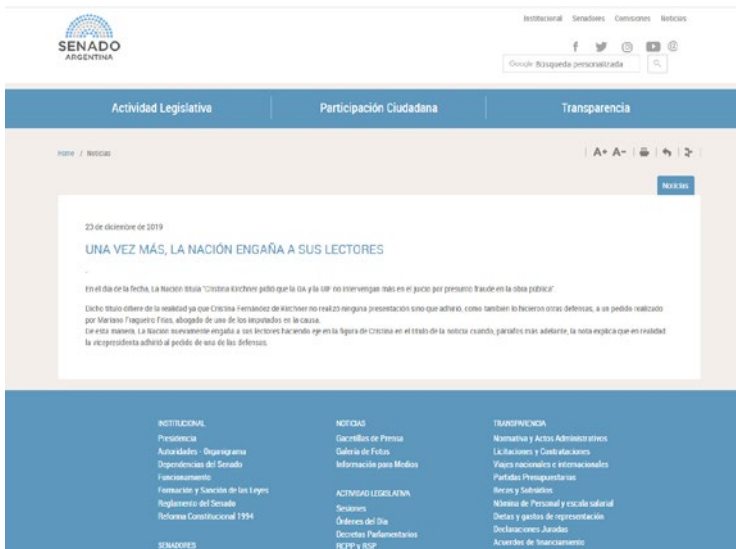 SENADO
ARGENTINA
Institucional Senadores Comisiones Noticias
Google Búsqueda personalizada
Actividad Legislativa Participación Ciudadana Transparencia
Home / Noticias
A+ A-
Noticias
23 de diciembre de 2019
UNA VEZ MÁS, LA NACIÓN ENGAÑA A SUS LECTORES
.
En el día de la fecha, La Nación titula "Cristina Kirchner pidió que la OA y la UIF no intervengan más en el juicio por presunto fraude en la obra pública".
Dicho título difiere de la realidad ya que Cristina Fernández de Kirchner no realizó ninguna presentación sino que adhirió, como también lo hicieron otras defensas, a un pedido realizado
por Mariano Fragueiro Frías, abogado de uno de los imputados en la causa.
De esta manera, La Nación nuevamente engaña a sus lectores haciendo eje en la figura de Cristina en el título de la noticia cuando, párrafos más adelante, la nota explica que en realidad
la vicepresidenta adhirió al pedido de una de las defensas.
INSTITUCIONAL
Presidencia
Autoridades - Organigrama
Dependencias del Senado
Funcionamiento
Formación y Sanción de las Leyes
Reglamento del Senado
Reforma Constitucional 1994
SENADORES
NOTICIAS
Gacetillas de Prensa
Galería de Fotos
Información para Medios
ACTIVIDAD LEGISLATIVA
Sesiones
Órdenes del Día
Decretos Parlamentarios
RCPP y RSP
TRANSPARENCIA
Normativa y Actos Administrativos
Licitaciones y Contrataciones
Viajes nacionales e internacionales
Partidas Presupuestarias
Becas y Subsidios
Nómina de Personal y escala salarial
Dietas y gastos de representación
Declaraciones Juradas
Acuerdos de financiamiento